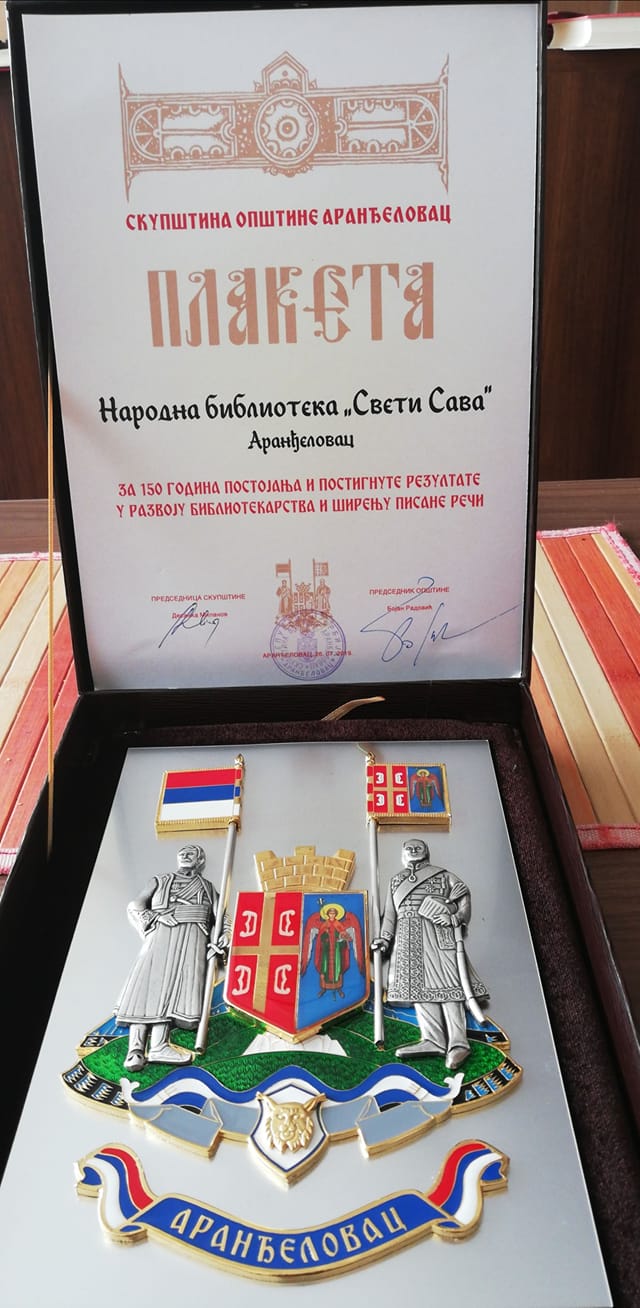 СКУПШТИНА ОПШТИНЕ АРАНЂЕЛОВАЦ
ПЛАКЕТА
Народна библиотека „Свети Сава“
Аранђеловац
ЗА 150 ГОДИНА ПОСТОЈАЊА И ПОСТИГНУТЕ РЕЗУЛТАТЕ
У РАЗВОЈУ БИБЛИОТЕКАРСТВА И ШИРЕЊУ ПИСАНЕ РЕЧИ
ПРЕДСЕДНИЦА СКУПШТИНЕ
ПРЕДСЕДНИК ОПШТИНЕ
Бојан Радовић
АРАНЂЕЛОВАЦ
АРАНЂЕЛОВАЦ